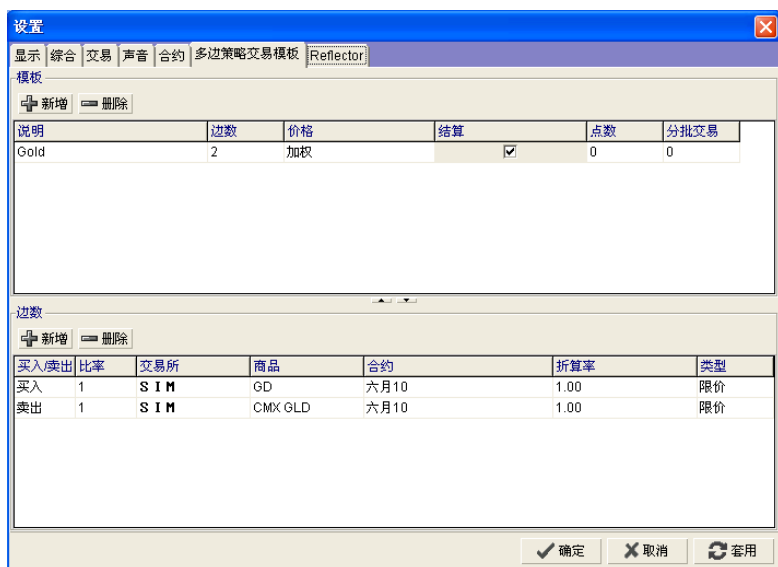 设置
显示 综合 交易 声音 合约 多边策略交易模板 Reflector
模板
新增 删除
说明 边数 价格 结算 点数 分批交易
Gold 2 加权 0 0
边数
新增 删除
买入/卖出 比率 交易所 商品 合约 折算率 类型
买入 1 SIM GD 六月10 1.00 限价
卖出 1 SIM CMX GLD 六月10 1.00 限价
确定 取消 套用